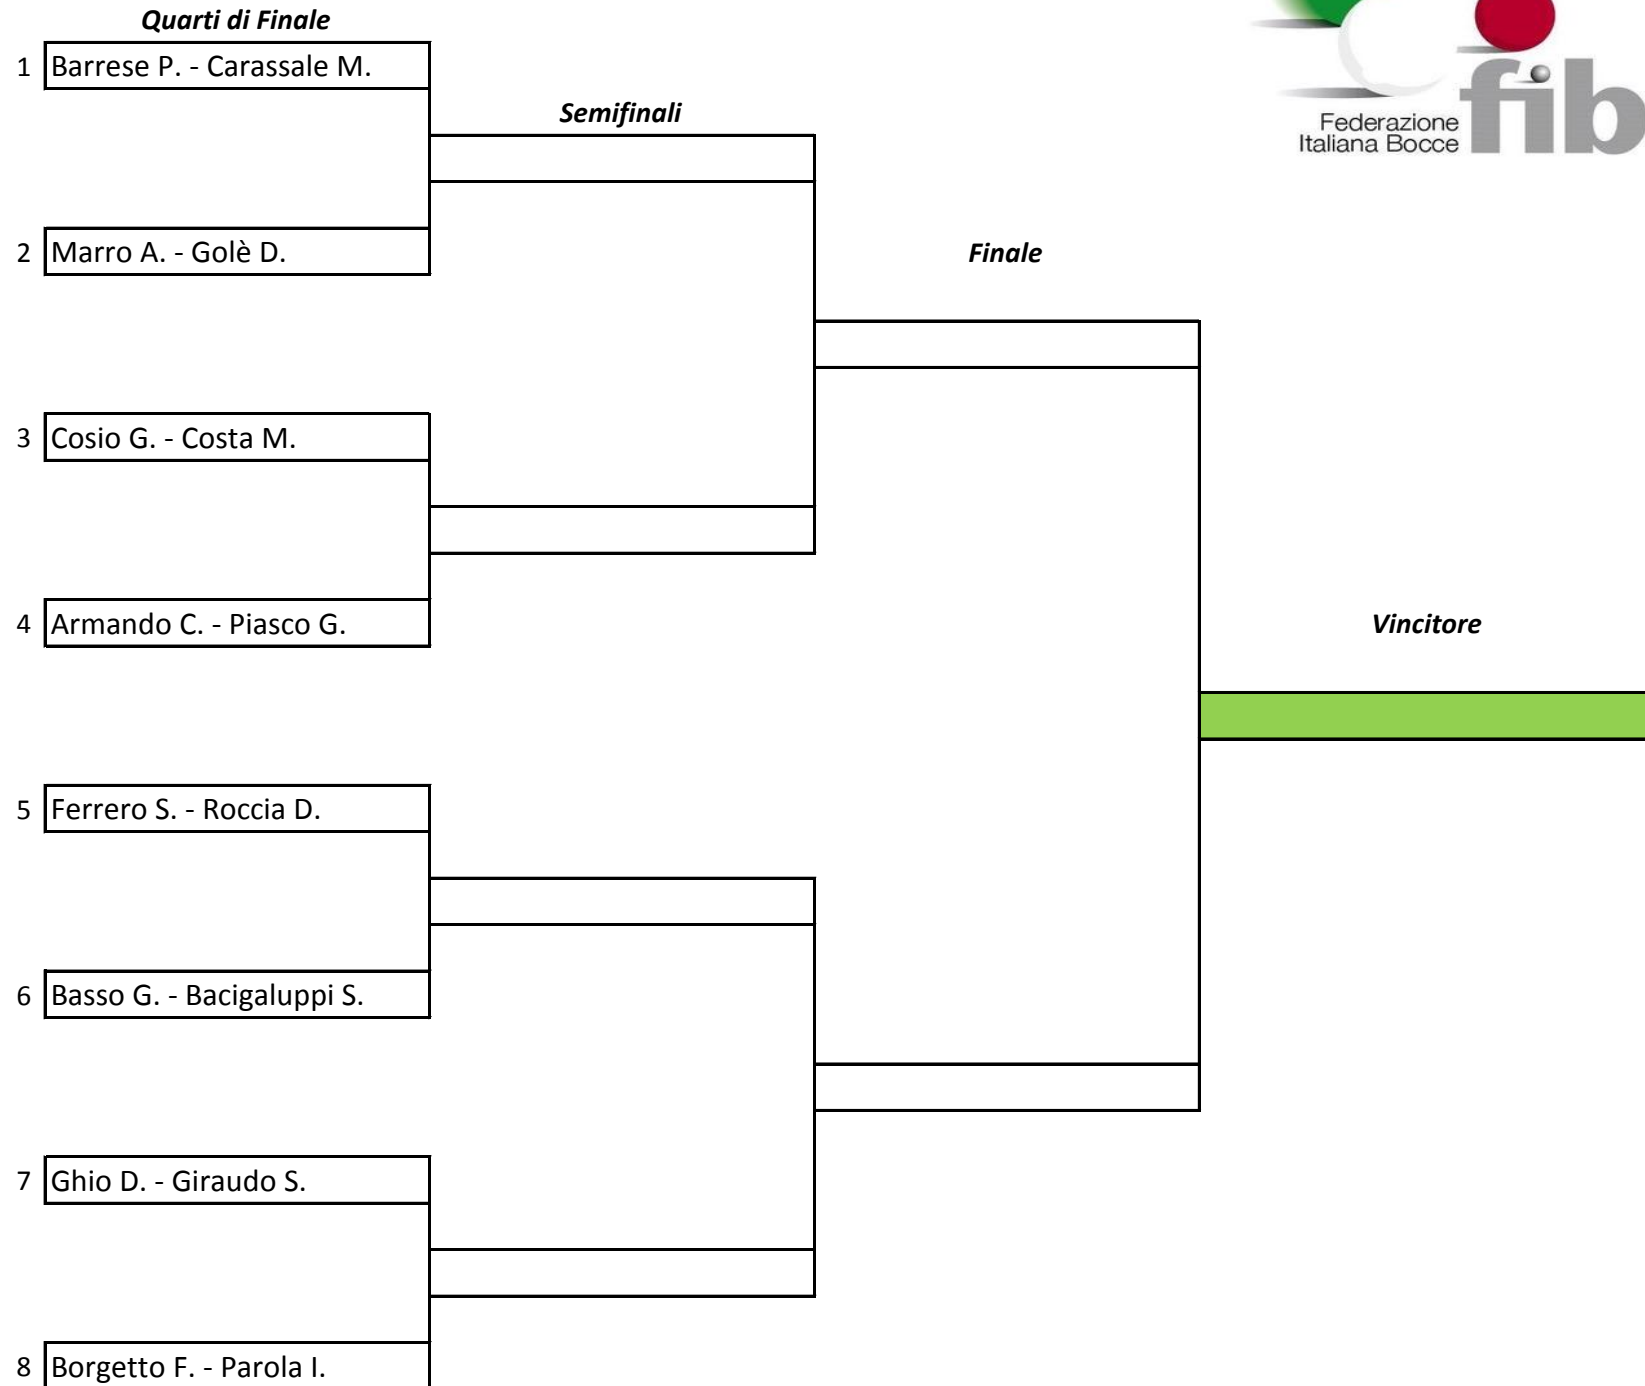 Quarti di Finale
1 Barrese P. - Carassale M.
Semifinali
Federazione
Italiana Bocce
fib
2 Marro A. - Golè D.
Finale
3 Cosio G. - Costa M.
4 Armando C. - Piasco G.
Vincitore
5 Ferrero S. - Roccia D.
6 Basso G. - Bacigaluppi S.
7 Ghio D. - Giraudo S.
8 Borgetto F. - Parola I.